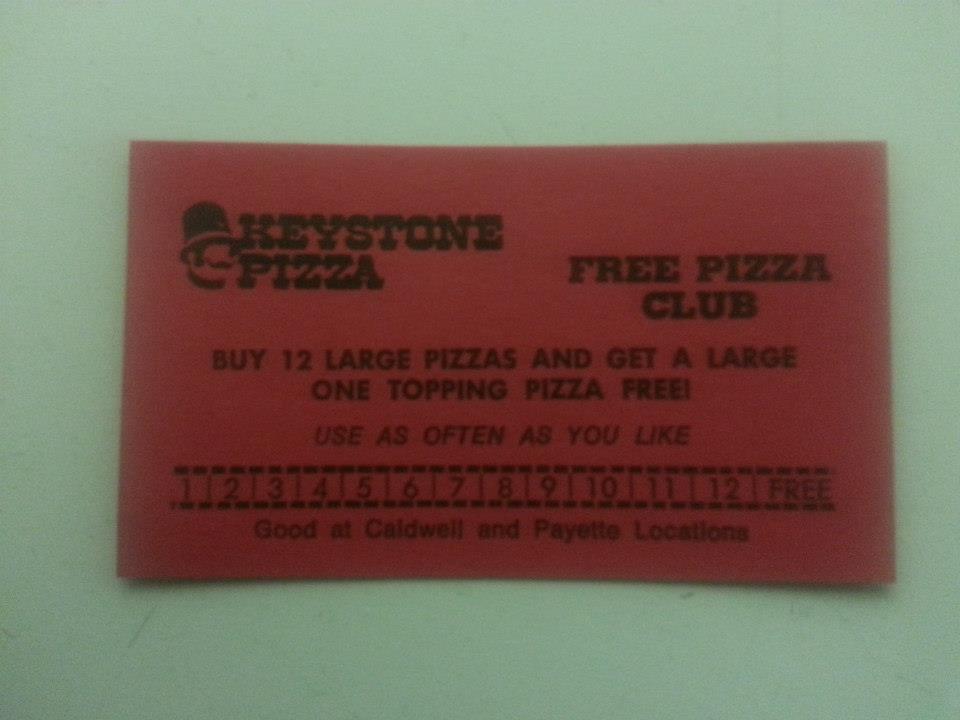 KEYSTONE
PIZZA
FREE PIZZA
CLUB
BUY 12 LARGE PIZZAS AND GET A LARGE
ONE TOPPING PIZZA FREE!
USE AS OFTEN AS YOU LIKE
1 2 3 4 5 6 7 8 9 10 11 12 FREE
Good at Caldwell and Payette Locations